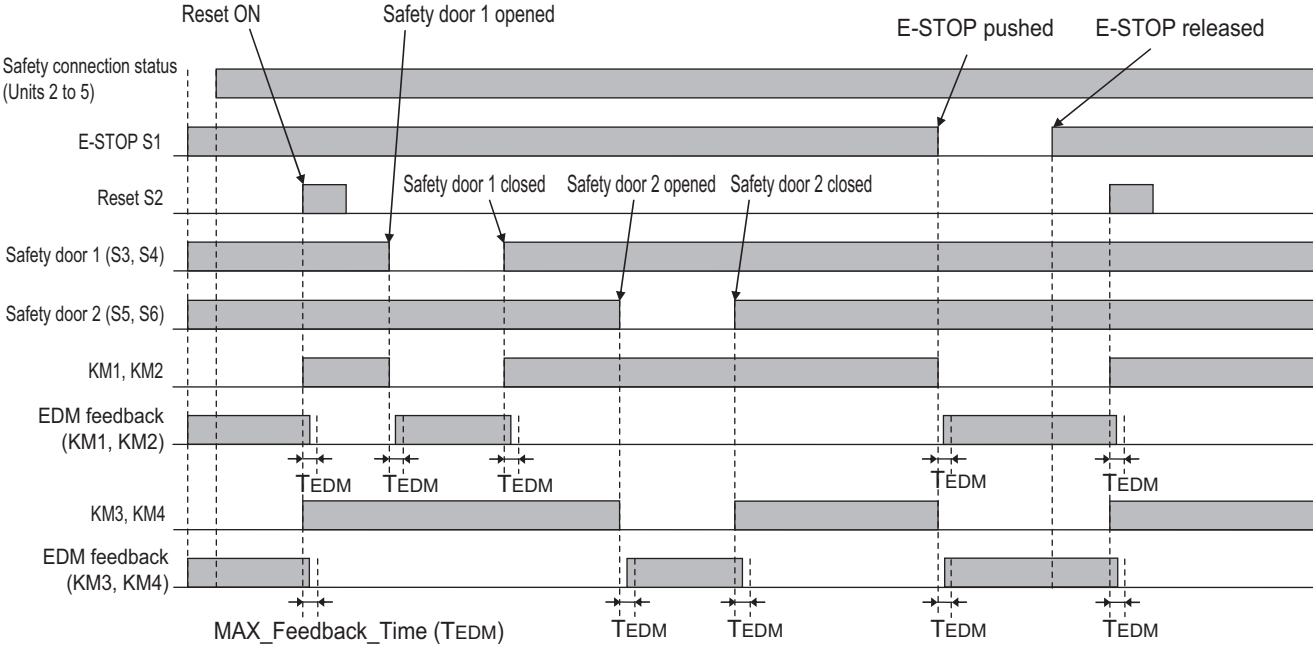 Reset ON
Safety door 1 opened
E-STOP pushed
E-STOP released
Safety connection status
(Units 2 to 5)
E-STOP S1
Reset S2
Safety door 1 closed
Safety door 2 opened
Safety door 2 closed
Safety door 1 (S3, S4)
Safety door 2 (S5, S6)
KM1, KM2
EDM feedback
(KM1, KM2)
TEDM
TEDM
TEDM
TEDM
TEDM
KM3, KM4
EDM feedback
(KM3, KM4)
MAX_Feedback_Time (TEDM)
TEDM
TEDM
TEDM
TEDM